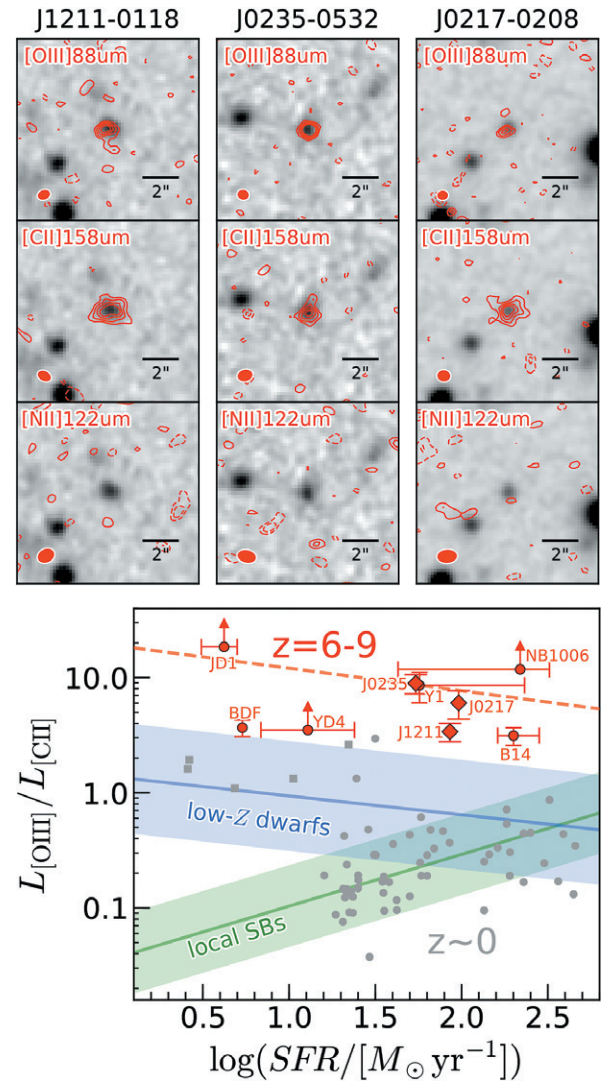 J1211-0118 J0235-0532 J0217-0208
[OIII]88um [OIII]88um [OIII]88um
2" 2" 2"
[CII]158um [CII]158um [CII]158um
2" 2" 2"
[NII]122um [NII]122um [NII]122um
2" 2" 2"
L[OIII]/L[CII]
10.0
1.0
0.1
z=6-9
JD1
NB1006
J0235
Y1
J0217
BDF
YD4
J1211
B14
low-Z dwarfs
local SBs
z~0
0.5 1.0 1.5 2.0 2.5
log(SFR/[M⊙ yr⁻¹])